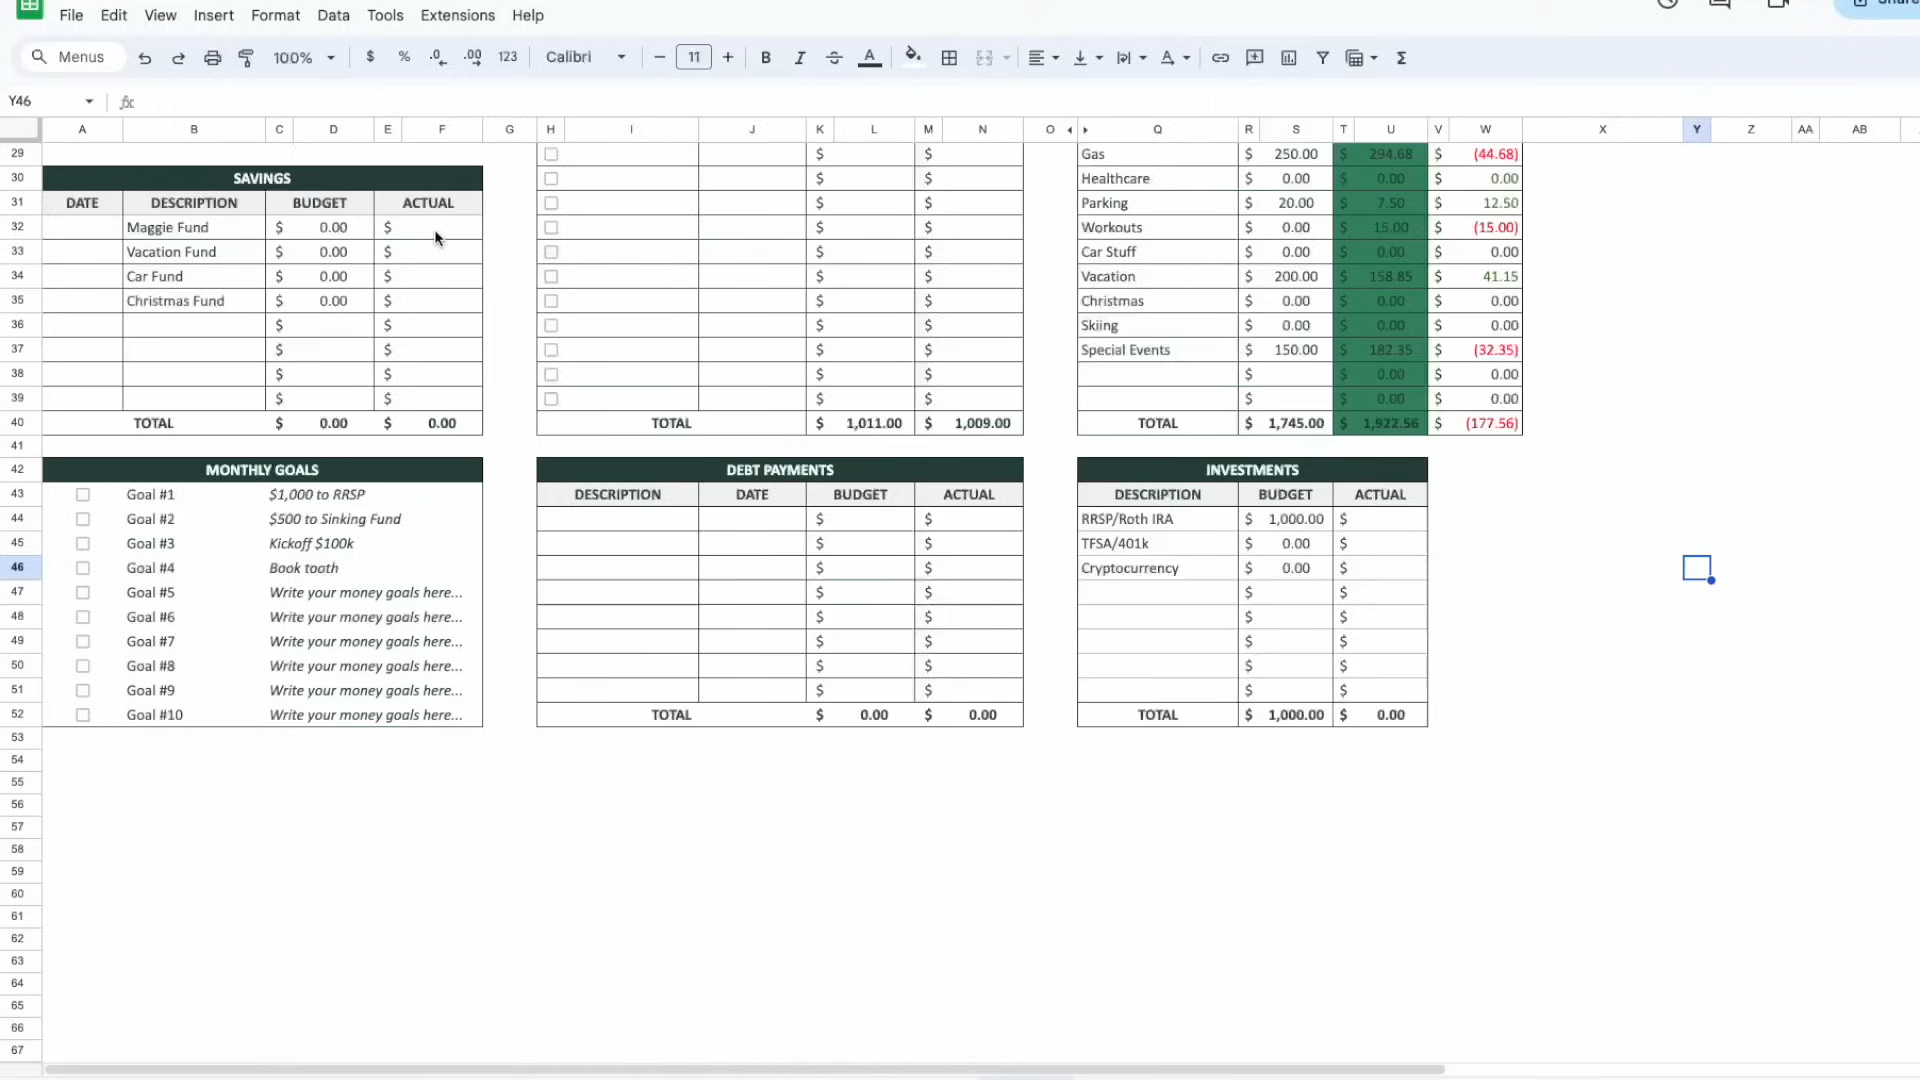 File Edit View Insert Format Data Tools Extensions Help
Menus 100% $ % .0 .00 123 Calibri 11 B I A Σ
Y46 fx
A B C D E F G H I J K L M N O Q R S T U V W X Y Z AA AB
29 $ $ Gas $ 250.00 $ 294.68 $ (44.68)
30 SAVINGS $ $ Healthcare $ 0.00 $ 0.00 $ 0.00
31 DATE DESCRIPTION BUDGET ACTUAL $ $ Parking $ 20.00 $ 7.50 $ 12.50
32 Maggie Fund $ 0.00 $ $ $ Workouts $ 0.00 $ 15.00 $ (15.00)
33 Vacation Fund $ 0.00 $ $ $ Car Stuff $ 0.00 $ 0.00 $ 0.00
34 Car Fund $ 0.00 $ $ $ Vacation $ 200.00 $ 158.85 $ 41.15
35 Christmas Fund $ 0.00 $ $ $ Christmas $ 0.00 $ 0.00 $ 0.00
36 $ $ $ $ Skiing $ 0.00 $ 0.00 $ 0.00
37 $ $ $ $ Special Events $ 150.00 $ 182.35 $ (32.35)
38 $ $ $ $ $ $ 0.00 $ 0.00
39 $ $ $ $ $ $ 0.00 $ 0.00
40 TOTAL $ 0.00 $ 0.00 TOTAL $ 1,011.00 $ 1,009.00 TOTAL $ 1,745.00 $ 1,922.56 $ (177.56)
41
42 MONTHLY GOALS DEBT PAYMENTS INVESTMENTS
43 Goal #1 $1,000 to RRSP DESCRIPTION DATE BUDGET ACTUAL DESCRIPTION BUDGET ACTUAL
44 Goal #2 $500 to Sinking Fund $ $ RRSP/Roth IRA $ 1,000.00 $
45 Goal #3 Kickoff $100k $ $ TFSA/401k $ 0.00 $
46 Goal #4 Book tooth $ $ Cryptocurrency $ 0.00 $
47 Goal #5 Write your money goals here... $ $ $ $
48 Goal #6 Write your money goals here... $ $ $ $
49 Goal #7 Write your money goals here... $ $ $ $
50 Goal #8 Write your money goals here... $ $ $ $
51 Goal #9 Write your money goals here... $ $ $ $
52 Goal #10 Write your money goals here... TOTAL $ 0.00 $ 0.00 TOTAL $ 1,000.00 $ 0.00
53
54
55
56
57
58
59
60
61
62
63
64
65
66
67